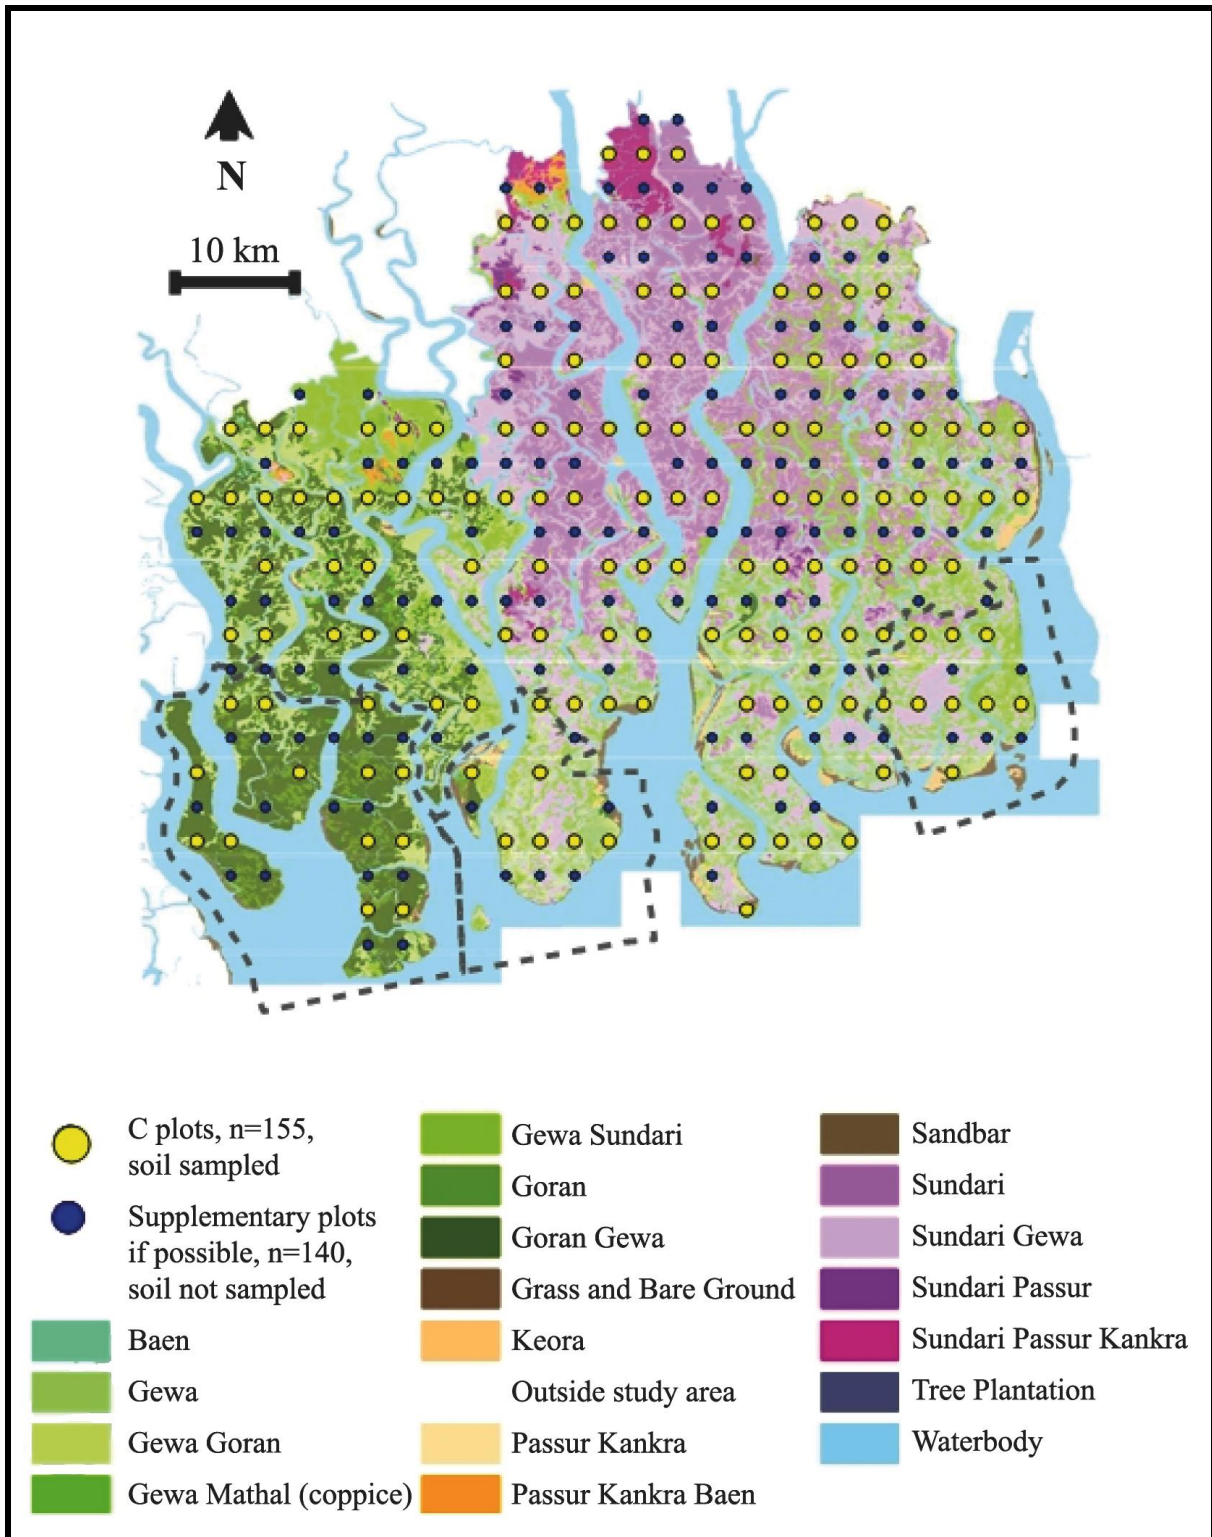 N
10 km
C plots, n=155,
soil sampled
Supplementary plots
if possible, n=140,
soil not sampled
Baen
Gewa
Gewa Goran
Gewa Mathal (coppice)
Gewa Sundari
Goran
Goran Gewa
Grass and Bare Ground
Keora
Outside study area
Passur Kankra
Passur Kankra Baen
Sandbar
Sundari
Sundari Gewa
Sundari Passur
Sundari Passur Kankra
Tree Plantation
Waterbody